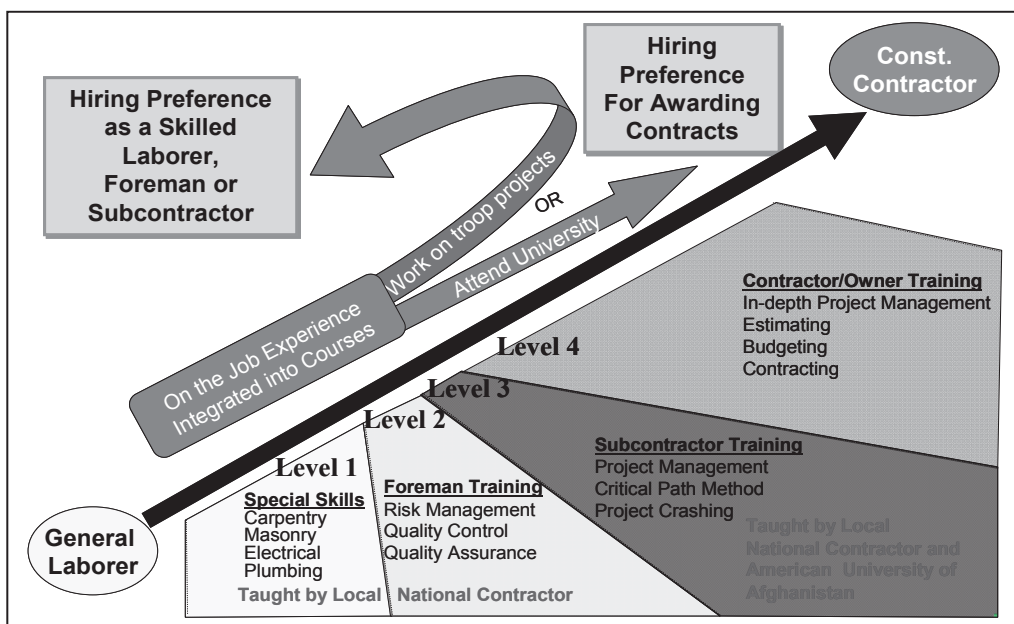 Hiring Preference
as a Skilled
Laborer,
Foreman or
Subcontractor
Hiring
Preference
For Awarding
Contracts
Const.
Contractor
Work on troop projects
OR
Attend University
On the Job Experience
Integrated into Courses
Level 4
Contractor/Owner Training
In-depth Project Management
Estimating
Budgeting
Contracting
Level 3
Subcontractor Training
Project Management
Critical Path Method
Project Crashing
Taught by Local
National Contractor and
American University of
Afghanistan
Level 2
Foreman Training
Risk Management
Quality Control
Quality Assurance
Level 1
Special Skills
Carpentry
Masonry
Electrical
Plumbing
Taught by Local National Contractor
General
Laborer